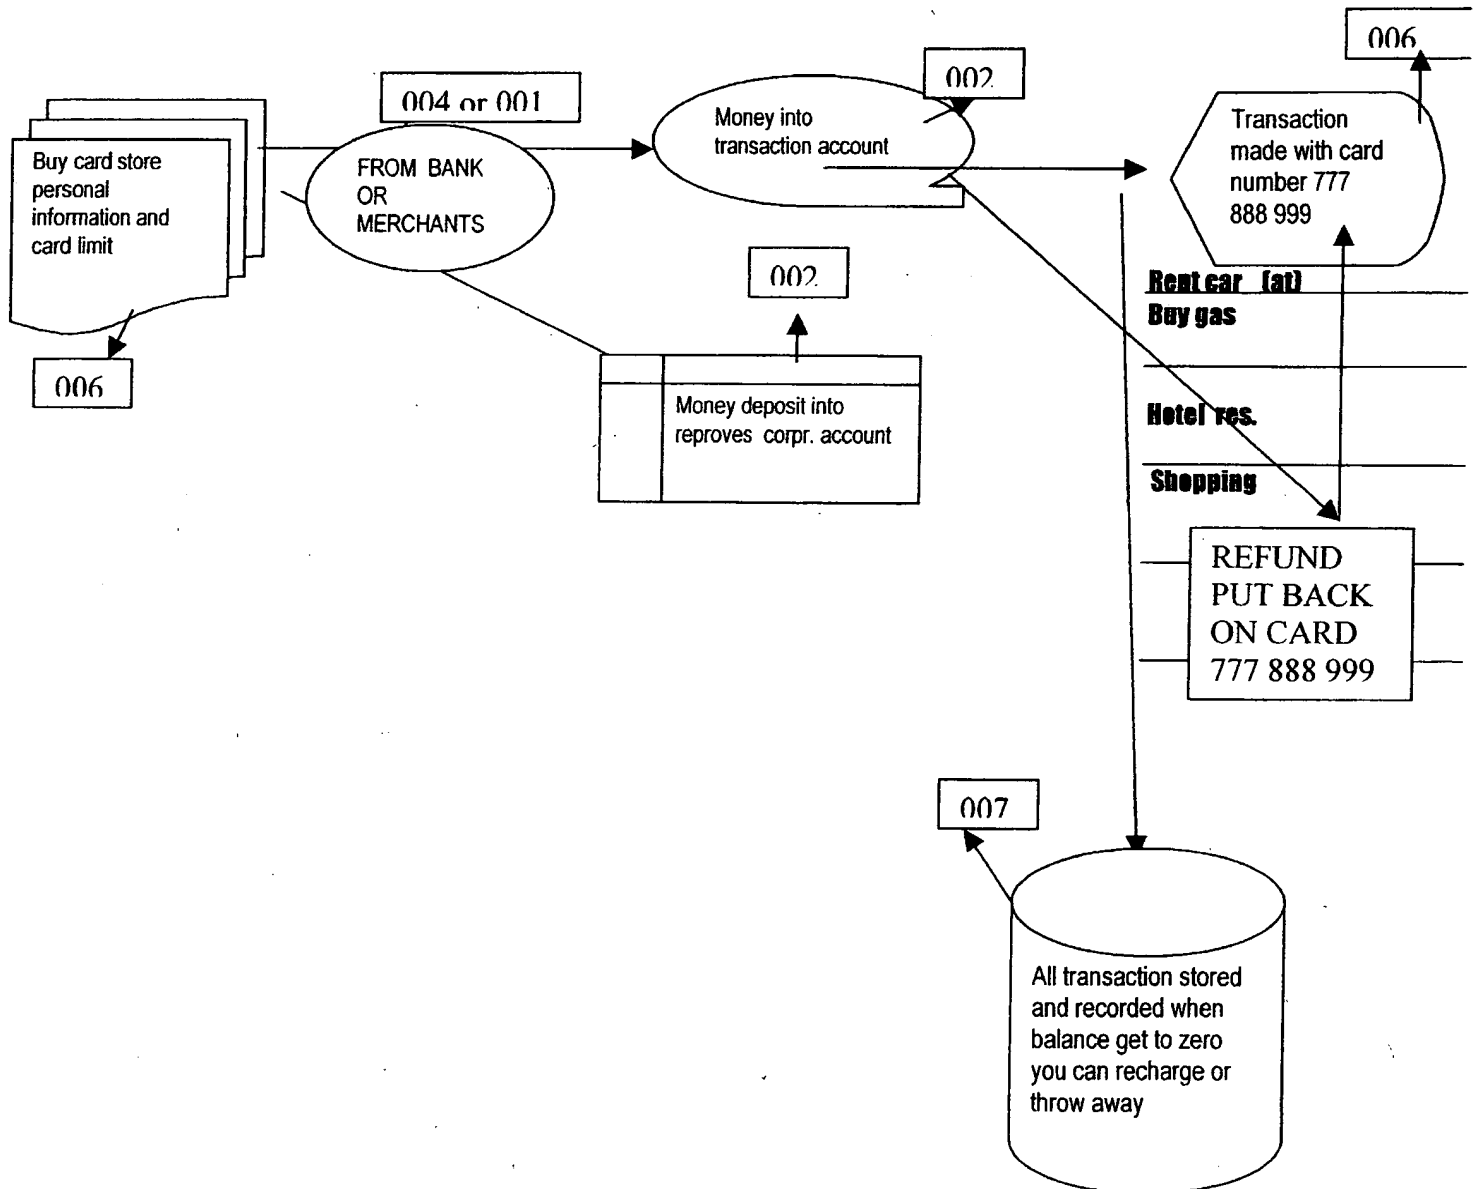 006
002
004 or 001
Money into
transaction account
Transaction
made with card
number 777
888 999
Buy card store
personal
information and
card limit
FROM BANK
OR
MERCHANTS
002
Rent car (at)
Buy gas
006
Money deposit into
reproves corpr. account
Hotel res.
Shopping
REFUND
PUT BACK
ON CARD
777 888 999
007
All transaction stored
and recorded when
balance get to zero
you can recharge or
throw away